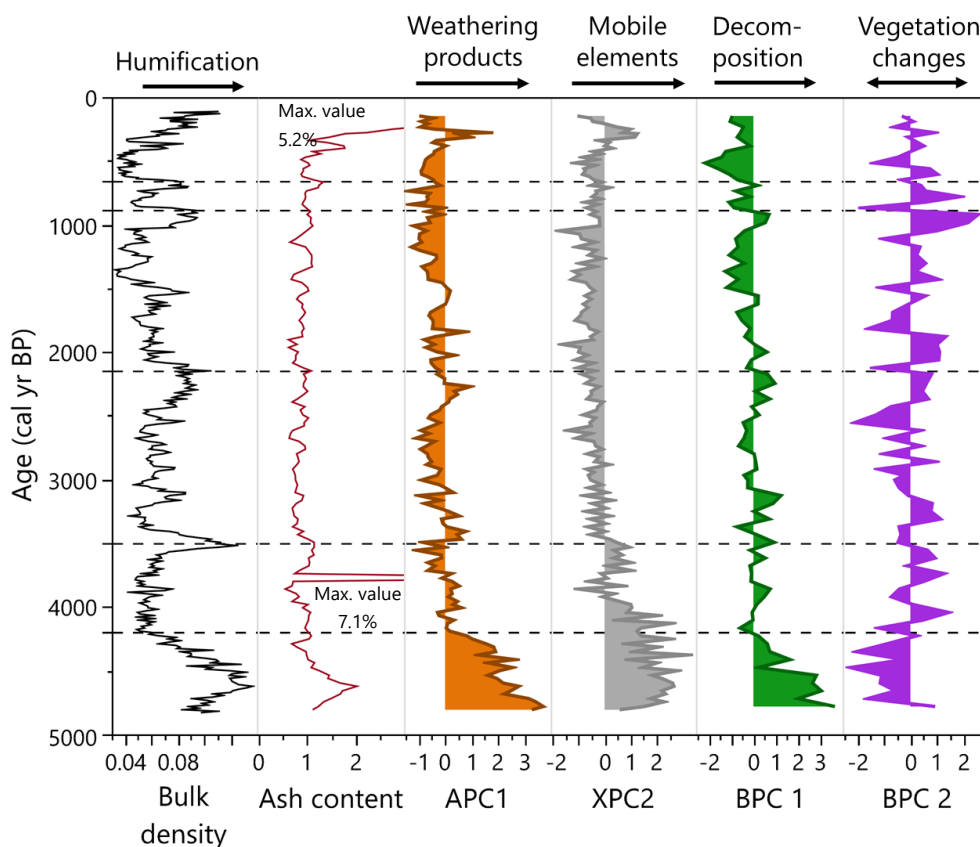 Humification
Weathering
products
Mobile
elements
Decom-
position
Vegetation
changes
Max. value
5.2%
Max. value
7.1%
Age (cal yr BP)
0
1000
2000
3000
4000
5000
0.04 0.08
0 1 2
-1 0 1 2 3
-2 -1 0 1 2
-2 0 1 2 3
-2 0 2
Bulk
density
Ash content
APC1
XPC2
BPC 1
BPC 2